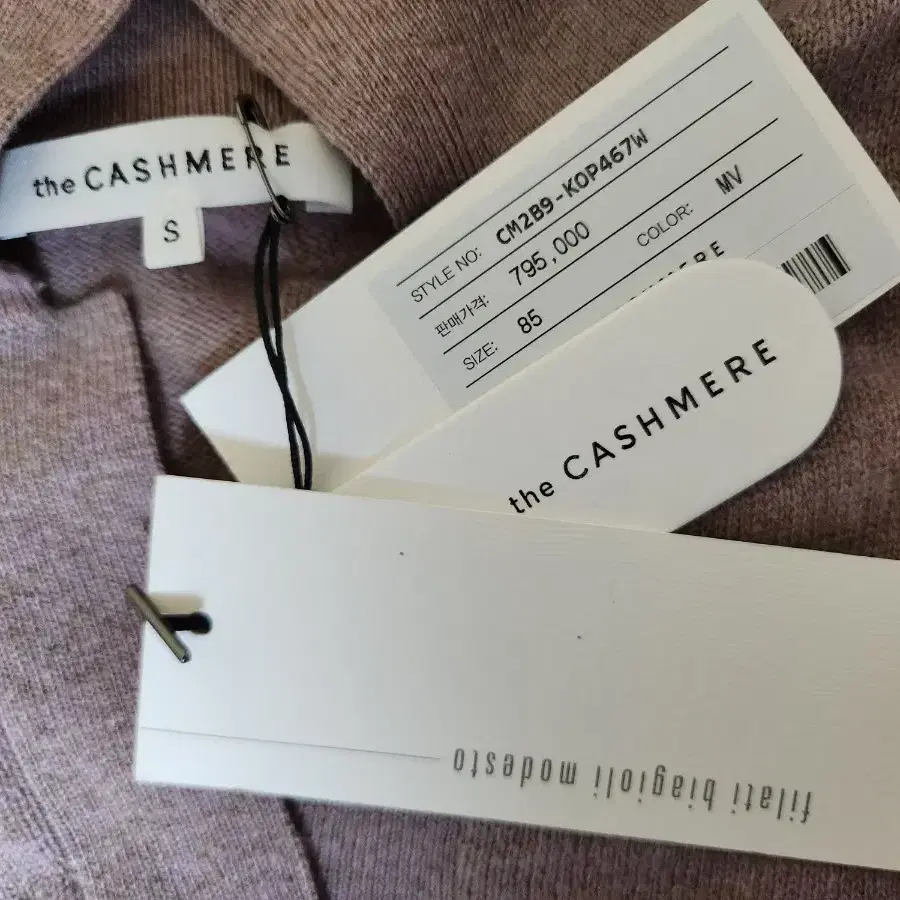 the CASHMERE
S
STYLE NO: CM2B9-KOP467W
판매가격: 795,000
SIZE: 85 COLOR: MV
the CASHMERE
filati biagioli modesto